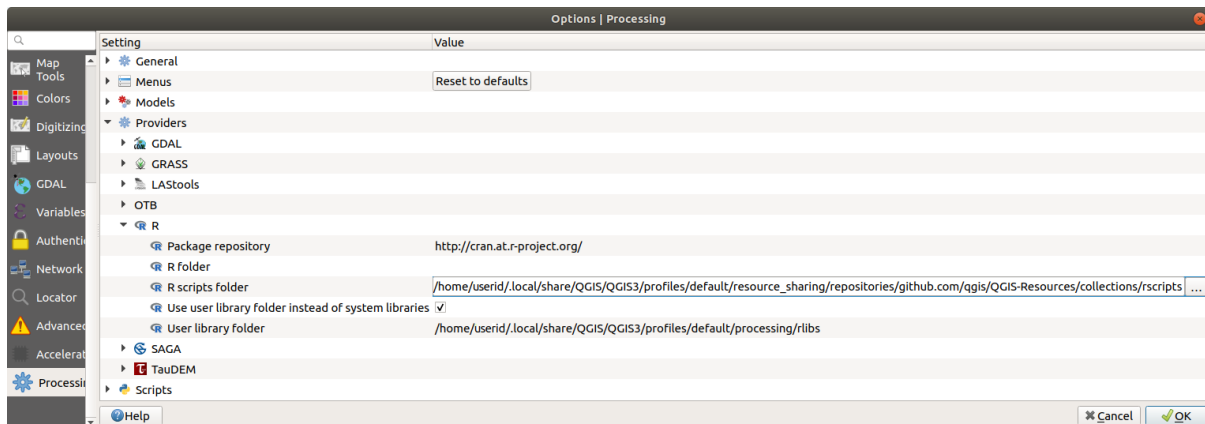 Options | Processing
Setting Value
Map Tools
Colors
Digitizing
Layouts
GDAL
Variables
Authenti
Network
Locator
Advanced
Accelerat
Processi
General
Menus Reset to defaults
Models
Providers
GDAL
GRASS
LAStools
OTB
R
Package repository http://cran.at.r-project.org/
R folder
R scripts folder /home/userid/.local/share/QGIS/QGIS3/profiles/default/resource_sharing/repositories/github.com/qgis/QGIS-Resources/collections/rscripts ...
Use user library folder instead of system libraries
User library folder /home/userid/.local/share/QGIS/QGIS3/profiles/default/processing/rlibs
SAGA
TauDEM
Scripts
Help Cancel OK